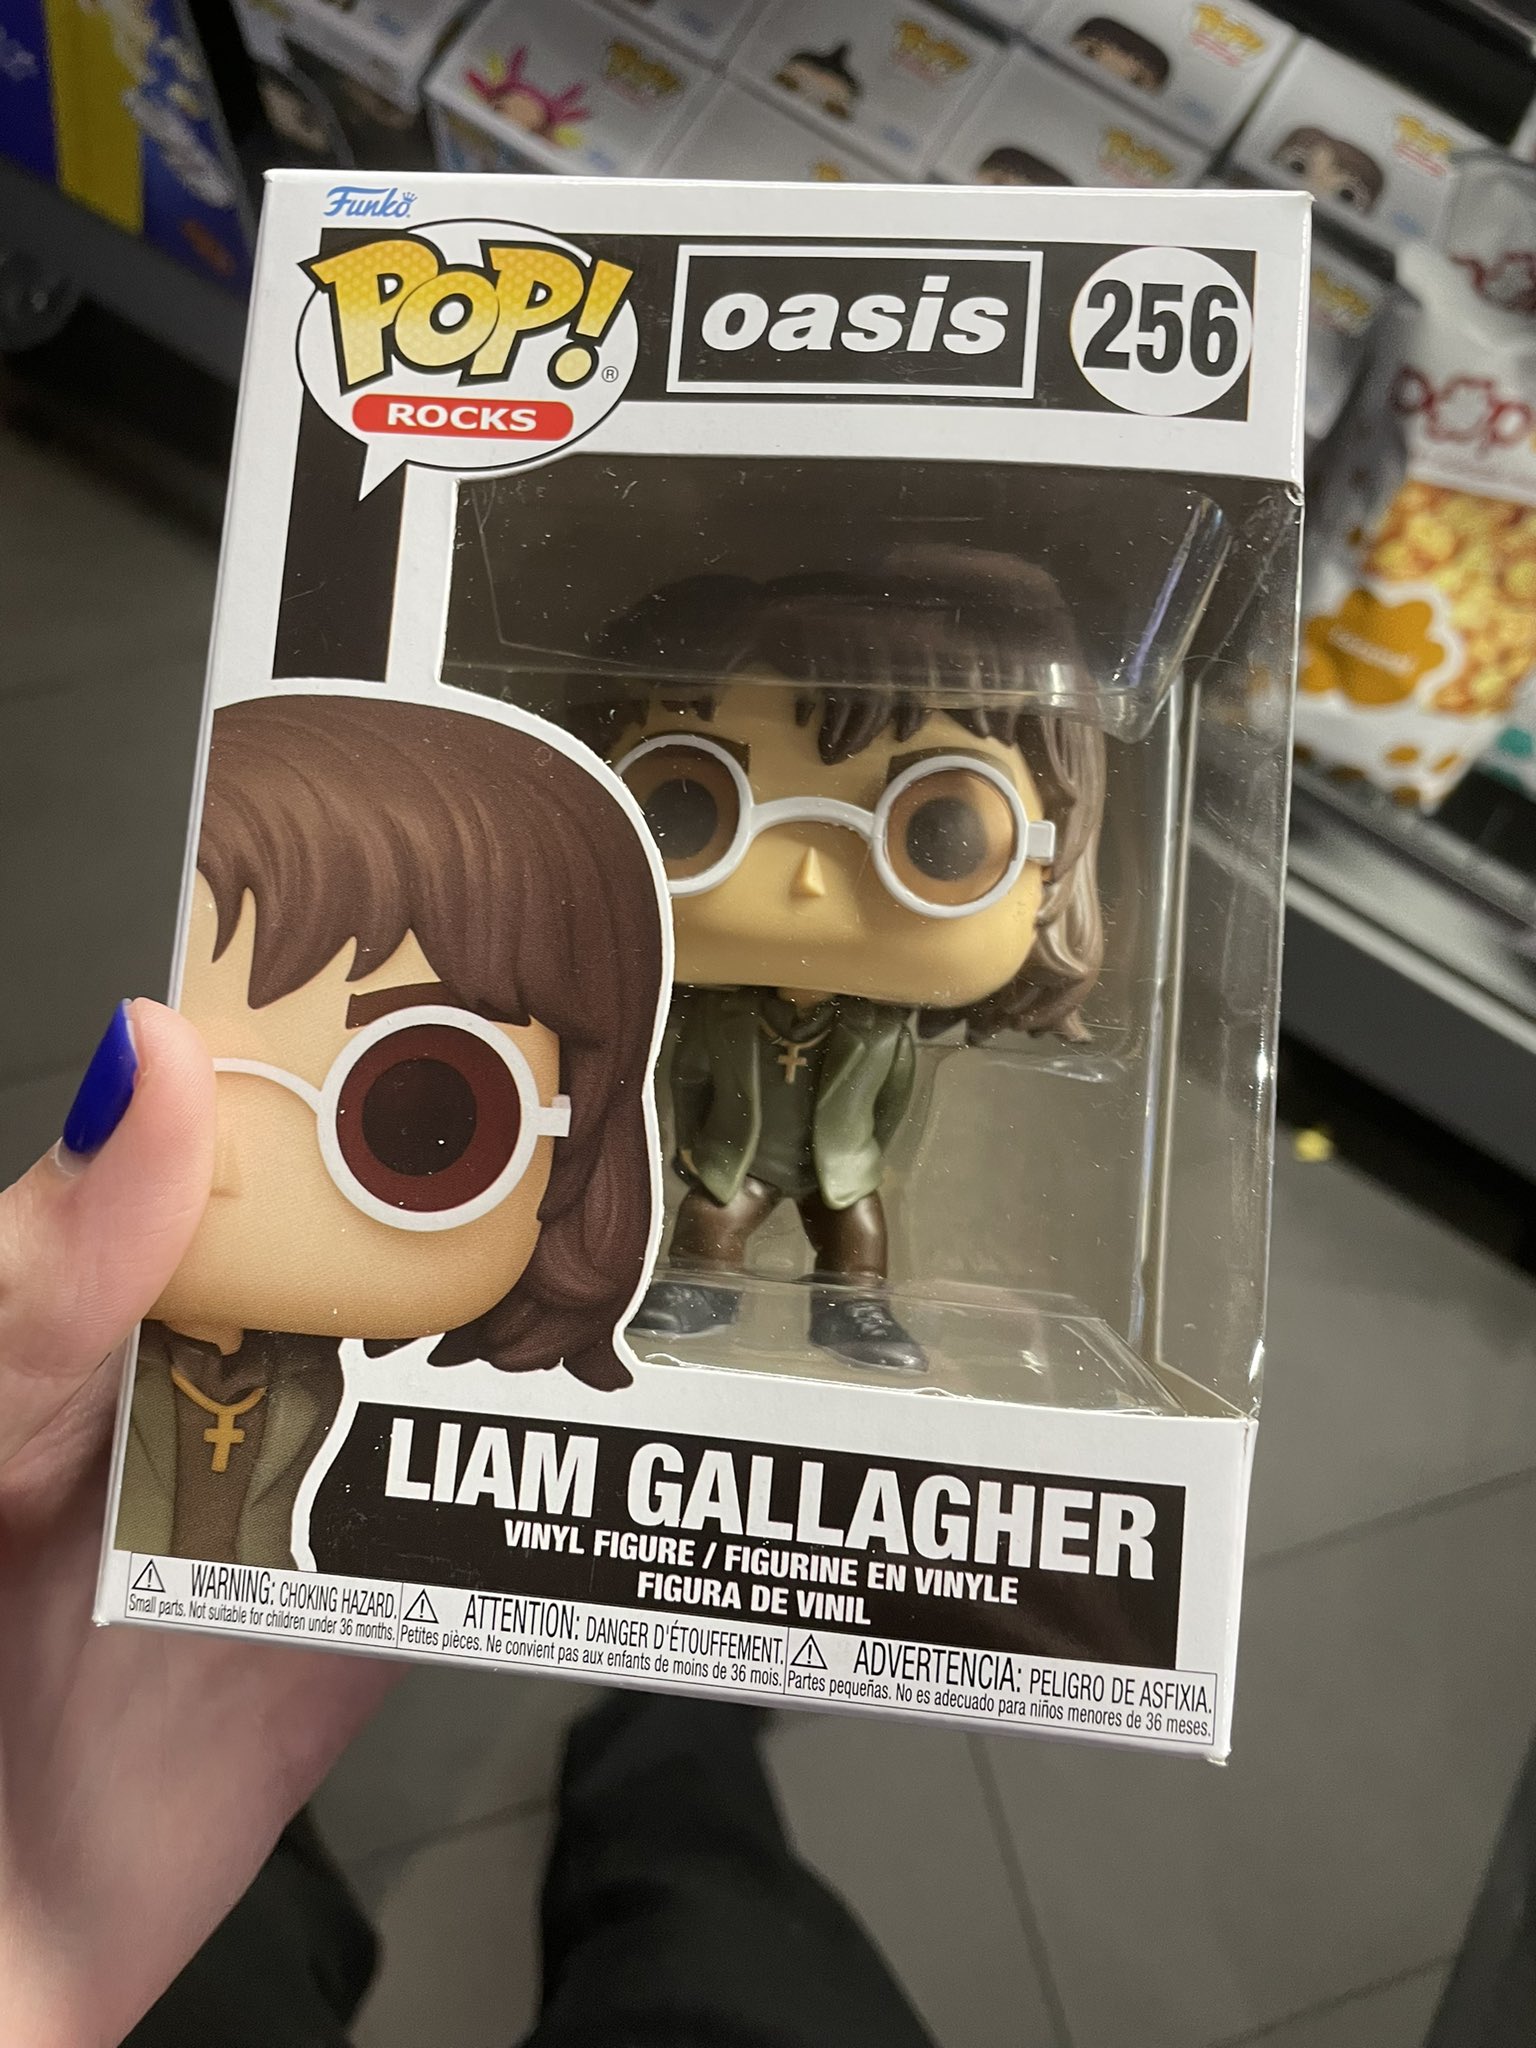 Funko
POP!®
ROCKS
oasis
256
LIAM GALLAGHER
VINYL FIGURE / FIGURINE EN VINYLE
FIGURA DE VINIL
WARNING: CHOKING HAZARD.
Small parts. Not suitable for children under 36 months.
ATTENTION: DANGER D'ÉTOUFFEMENT.
Petites pièces. Ne convient pas aux enfants de moins de 36 mois.
ADVERTENCIA: PELIGRO DE ASFIXIA.
Partes pequeñas. No es adecuado para niños menores de 36 meses.